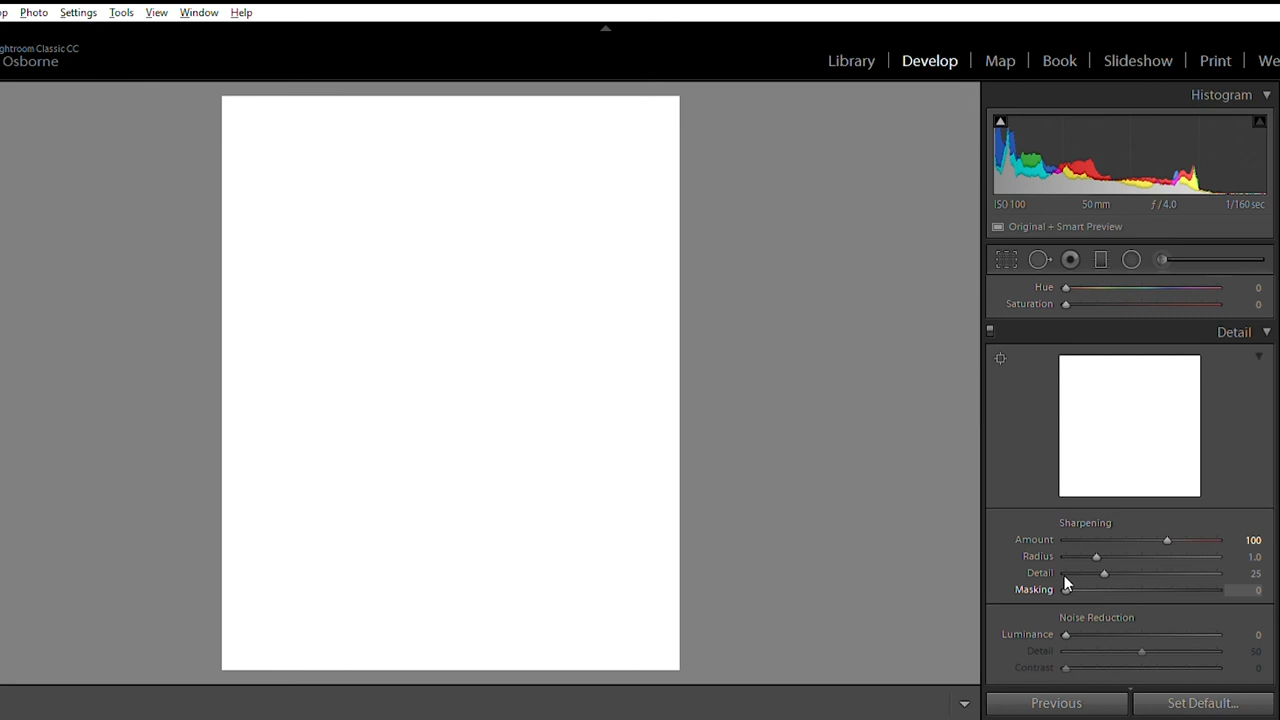 Photo Settings Tools View Window Help
ghtroom Classic CC
Osborne
Library Develop Map Book Slideshow Print We
Histogram
ISO 100 50 mm ƒ / 4.0 1/160 sec
Original + Smart Preview
Hue 0
Saturation 0
Detail
Sharpening
Amount 100
Radius 1.0
Detail 25
Masking 0
Noise Reduction
Luminance 0
Detail 50
Contrast 0
Previous Set Default...